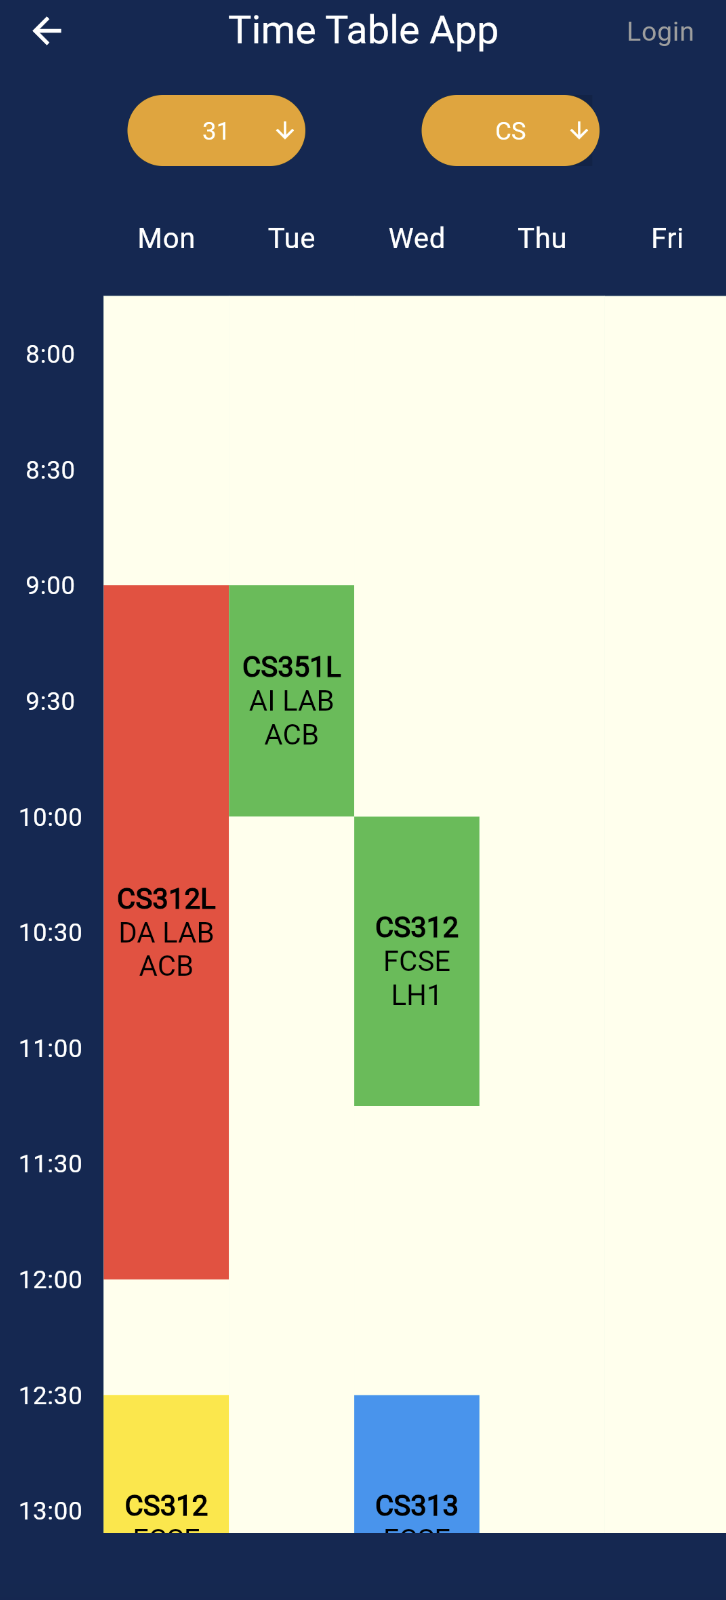 Time Table App
Login
31
CS
Mon Tue Wed Thu Fri
8:00
8:30
9:00
9:30
10:00
10:30
11:00
11:30
12:00
12:30
13:00
CS312L
DA LAB
ACB
CS312
CS351L
AI LAB
ACB
CS312
FCSE
LH1
CS313